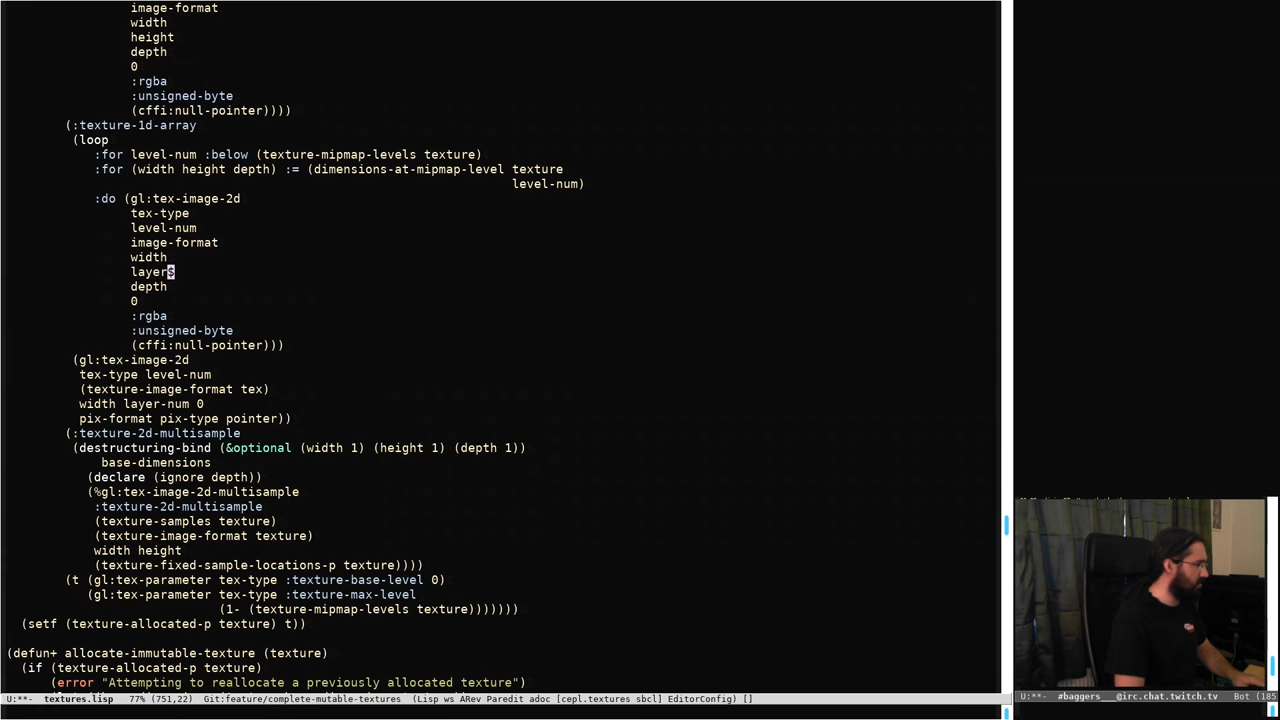 image-format
width
height
depth
0
:rgba
:unsigned-byte
(cffi:null-pointer))))
(:texture-1d-array
(loop
:for level-num :below (texture-mipmap-levels texture)
:for (width height depth) := (dimensions-at-mipmap-level texture
level-num)
:do (gl:tex-image-2d
tex-type
level-num
image-format
width
layer$
depth
0
:rgba
:unsigned-byte
(cffi:null-pointer)))
(gl:tex-image-2d
tex-type level-num
(texture-image-format tex)
width layer-num 0
pix-format pix-type pointer))
(:texture-2d-multisample
(destructuring-bind (&optional (width 1) (height 1) (depth 1))
base-dimensions
(declare (ignore depth))
(%gl:tex-image-2d-multisample
:texture-2d-multisample
(texture-samples texture)
(texture-image-format texture)
width height
(texture-fixed-sample-locations-p texture))))
(t (gl:tex-parameter tex-type :texture-base-level 0)
(gl:tex-parameter tex-type :texture-max-level
(1- (texture-mipmap-levels texture)))))))
(setf (texture-allocated-p texture) t))
(defun+ allocate-immutable-texture (texture)
(if (texture-allocated-p texture)
(error "Attempting to reallocate a previously allocated texture")
U:**- textures.lisp 77% (751,22) Git:feature/complete-mutable-textures (Lisp ws ARev Paredit adoc [cepl.textures sbcl] EditorConfig) []
U:**- #baggers___@irc.chat.twitch.tv Bot (185